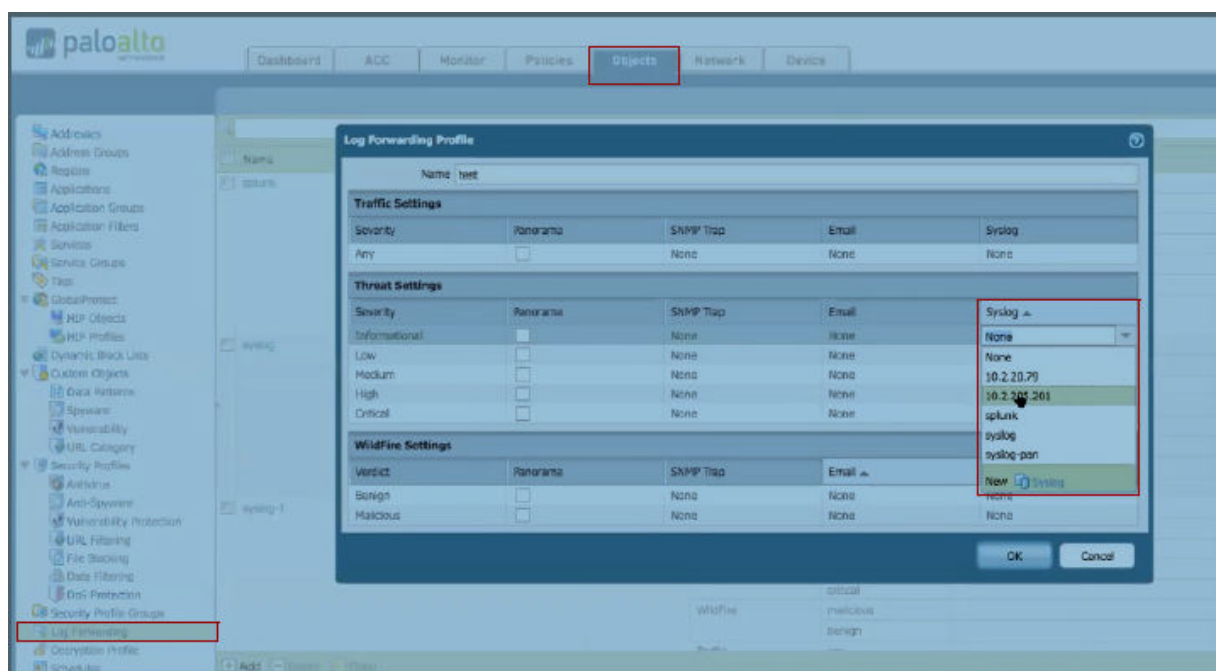 paloalto
NETWORKS
Dashboard ACC Monitor Policies Objects Network Device
Addresses
Address Groups
Regions
Applications
Application Groups
Application Filters
Services
Service Groups
Tags
GlobalProtect
HIP Objects
HIP Profiles
Dynamic Block Lists
Custom Objects
Data Patterns
Spyware
Vulnerability
URL Category
Security Profiles
Antivirus
Anti-Spyware
Vulnerability Protection
URL Filtering
File Blocking
Data Filtering
DoS Protection
Security Profile Groups
Log Forwarding
Decryption Profile
Schedules
Name
splunk
syslog
syslog-1
Log Forwarding Profile
Name test
Traffic Settings
Severity Panorama SNMP Trap Email Syslog
Any None None None
Threat Settings
Severity Panorama SNMP Trap Email Syslog
Informational None None None
Low None None None
Medium None None 10.2.20.79
High None None 10.2.205.201
Critical None None splunk
syslog
syslog-pan
New Syslog
WildFire Settings
Verdict Panorama SNMP Trap Email
Benign None None None
Malicious None None None
OK Cancel
critical
WildFire malicious
benign
Add